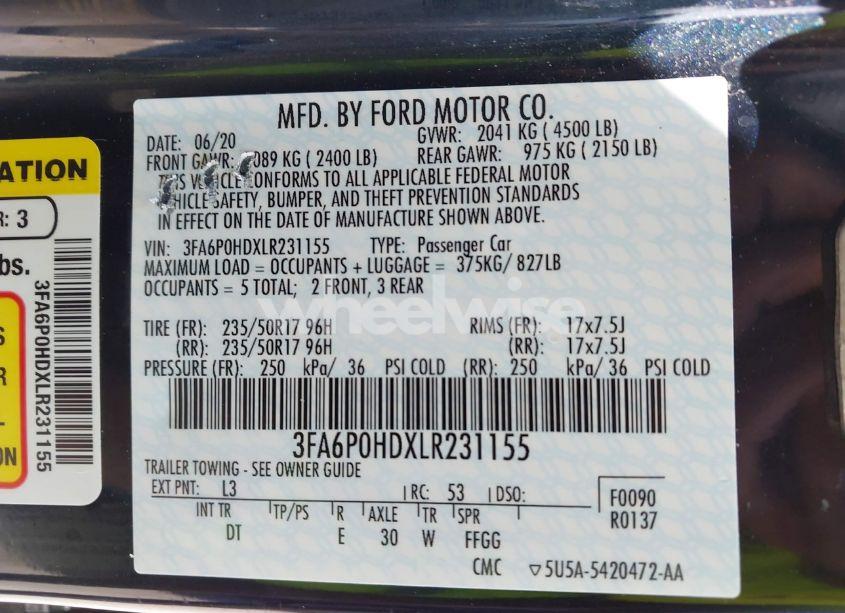 MFD. BY FORD MOTOR CO.
DATE: 06/20 GVWR: 2041 KG ( 4500 LB)
FRONT GAWR: 089 KG ( 2400 LB) REAR GAWR: 975 KG ( 2150 LB)
THIS VEHICLE CONFORMS TO ALL APPLICABLE FEDERAL MOTOR
VEHICLE SAFETY, BUMPER, AND THEFT PREVENTION STANDARDS
IN EFFECT ON THE DATE OF MANUFACTURE SHOWN ABOVE.
VIN: 3FA6P0HDXLR231155 TYPE: Passenger Car
MAXIMUM LOAD = OCCUPANTS + LUGGAGE = 375KG/ 827LB
OCCUPANTS = 5 TOTAL; 2 FRONT, 3 REAR
wheelwise
TIRE (FR): 235/50R17 96H RIMS (FR): 17x7.5J
(RR): 235/50R17 96H (RR): 17x7.5J
PRESSURE (FR): 250 kPa/ 36 PSI COLD (RR): 250 kPa/ 36 PSI COLD
3FA6P0HDXLR231155
TRAILER TOWING - SEE OWNER GUIDE
EXT PNT: L3 RC: 53 DSO:
INT TR TP/PS R AXLE TR SPR
DT E 30 W FFGG
F0090
R0137
CMC ▽5U5A-5420472-AA
ATION
R: 3
bs.
3FA6P0HDXLR231155
S
R
L-
ON